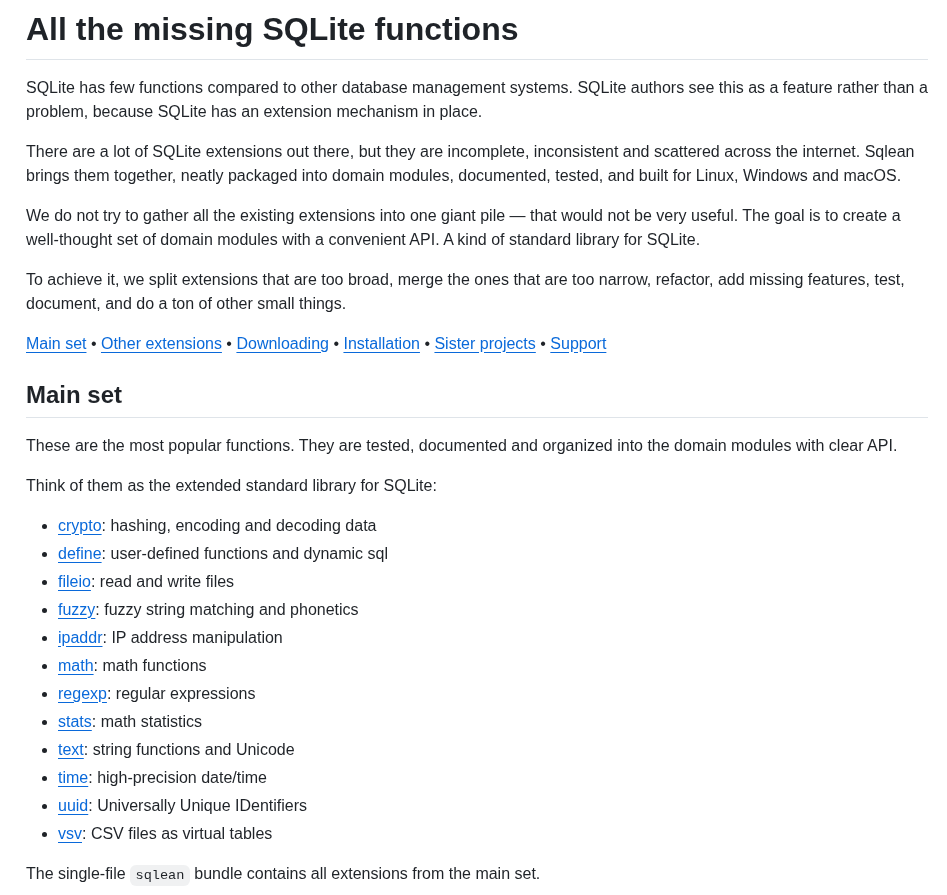 All the missing SQLite functions
SQLite has few functions compared to other database management systems. SQLite authors see this as a feature rather than a
problem, because SQLite has an extension mechanism in place.
There are a lot of SQLite extensions out there, but they are incomplete, inconsistent and scattered across the internet. Sqlean
brings them together, neatly packaged into domain modules, documented, tested, and built for Linux, Windows and macOS.
We do not try to gather all the existing extensions into one giant pile — that would not be very useful. The goal is to create a
well-thought set of domain modules with a convenient API. A kind of standard library for SQLite.
To achieve it, we split extensions that are too broad, merge the ones that are too narrow, refactor, add missing features, test,
document, and do a ton of other small things.
Main set • Other extensions • Downloading • Installation • Sister projects • Support
Main set
These are the most popular functions. They are tested, documented and organized into the domain modules with clear API.
Think of them as the extended standard library for SQLite:
• crypto: hashing, encoding and decoding data
• define: user-defined functions and dynamic sql
• fileio: read and write files
• fuzzy: fuzzy string matching and phonetics
• ipaddr: IP address manipulation
• math: math functions
• regexp: regular expressions
• stats: math statistics
• text: string functions and Unicode
• time: high-precision date/time
• uuid: Universally Unique IDentifiers
• vsv: CSV files as virtual tables
The single-file sqlean bundle contains all extensions from the main set.